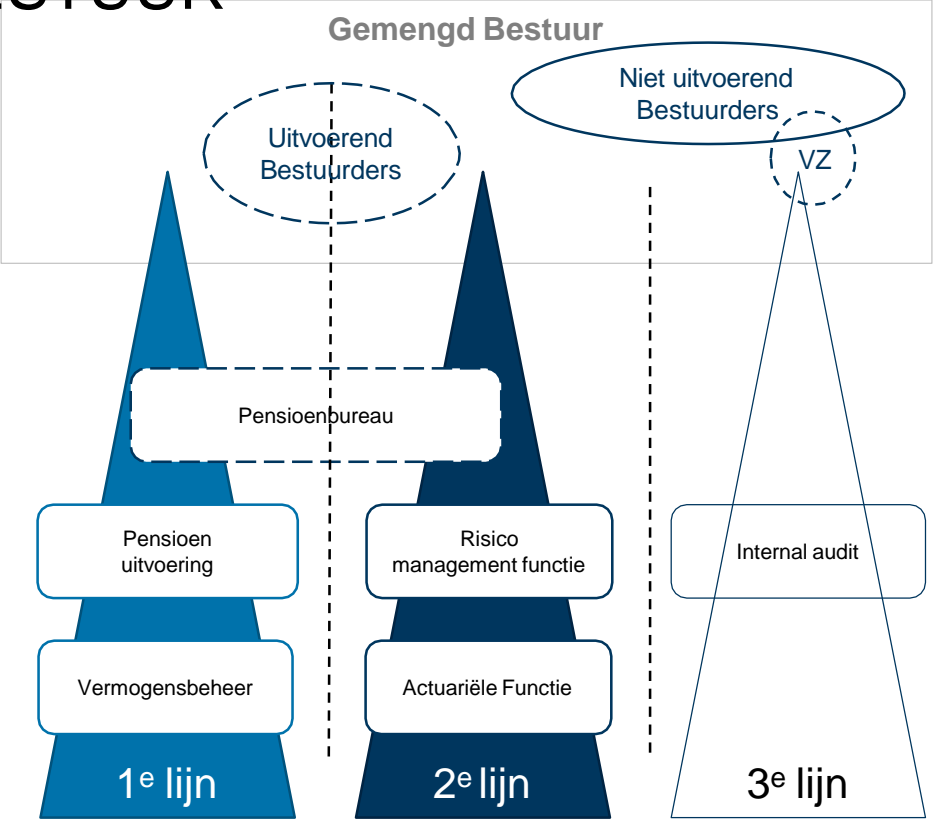 Gemengd Bestuur
Niet uitvoerend
Bestuurders
Uitvoerend
Bestuurders
VZ
Pensioenbureau
Pensioen
uitvoering
Risico
management functie
Internal audit
Vermogensbeheer
Actuariële Functie
1e lijn
2e lijn
3e lijn